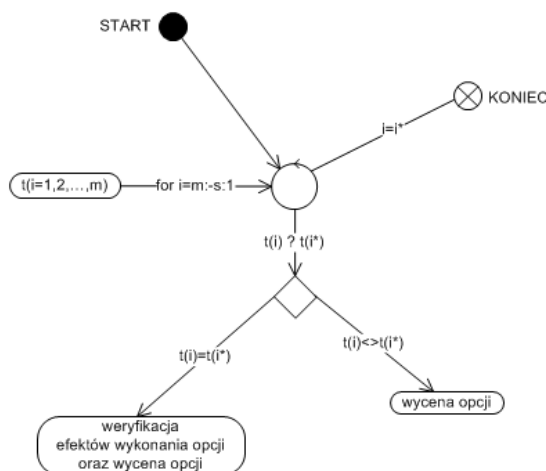 START
KONIEC
i=i*
t(i=1,2,...,m)
for i=m:-s:1
t(i) ? t(i*)
t(i)=t(i*)
t(i)<>t(i*)
wycena opcji
weryfikacja
efektów wykonania opcji
oraz wycena opcji